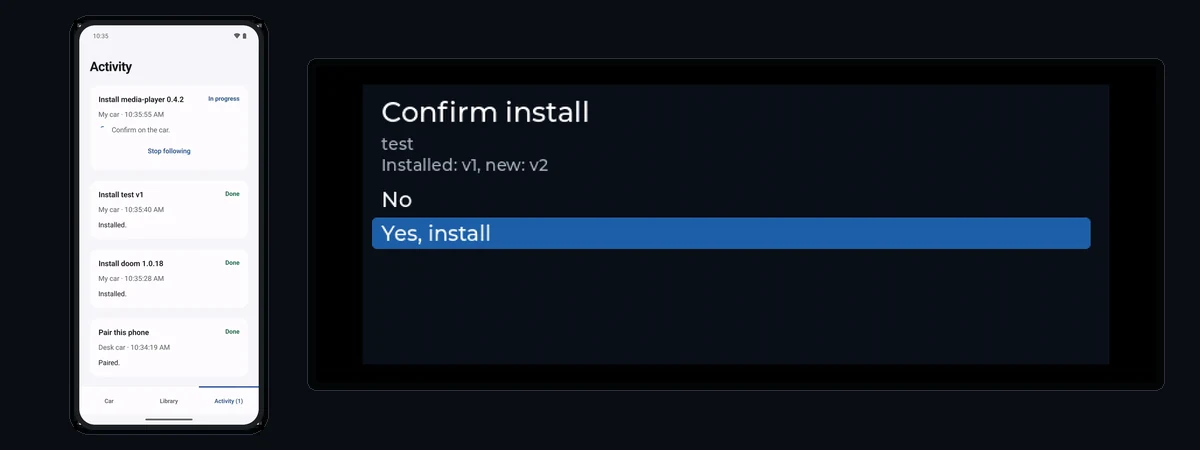 10:35
Activity
Install media-player 0.4.2 In progress
My car · 10:35:55 AM
Confirm on the car.
Stop following
Install test v1 Done
My car · 10:35:40 AM
Installed.
Install doom 1.0.18 Done
My car · 10:35:28 AM
Installed.
Pair this phone Done
Desk car · 10:34:19 AM
Paired.
Car Library Activity (1)
Confirm install
test
Installed: v1, new: v2
No
Yes, install